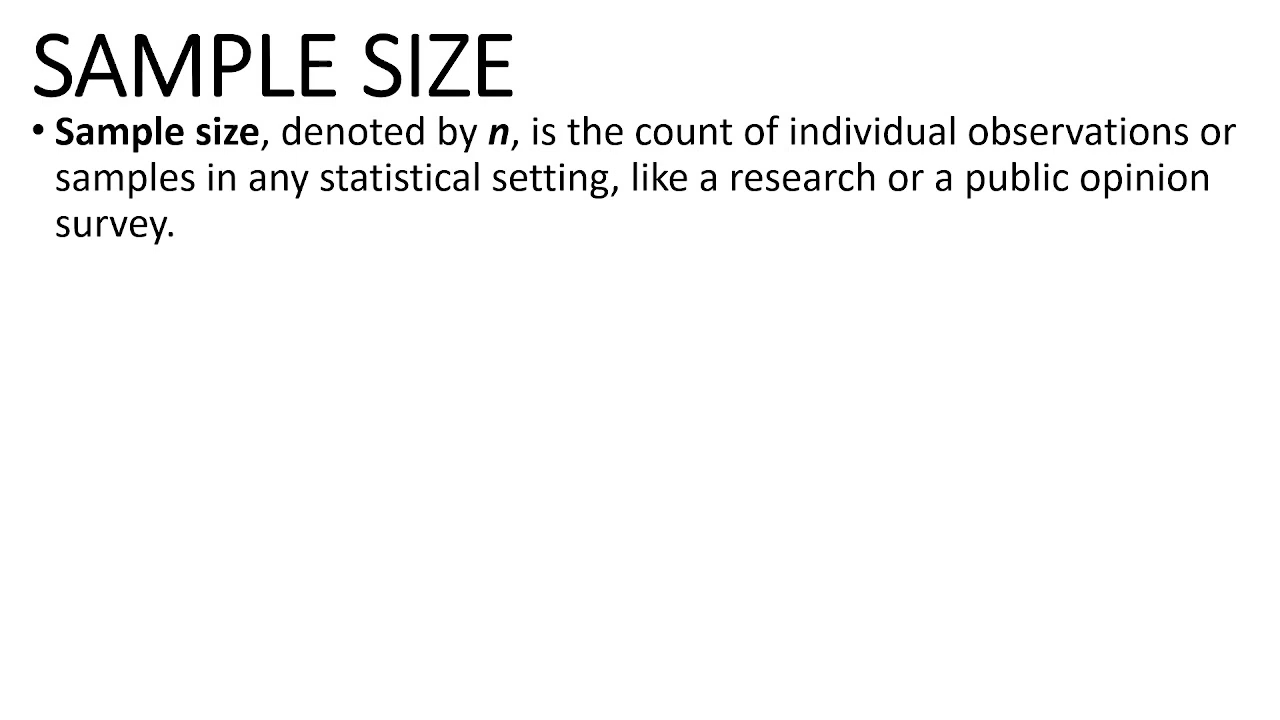 SAMPLE SIZE
• Sample size, denoted by n, is the count of individual observations or
samples in any statistical setting, like a research or a public opinion
survey.